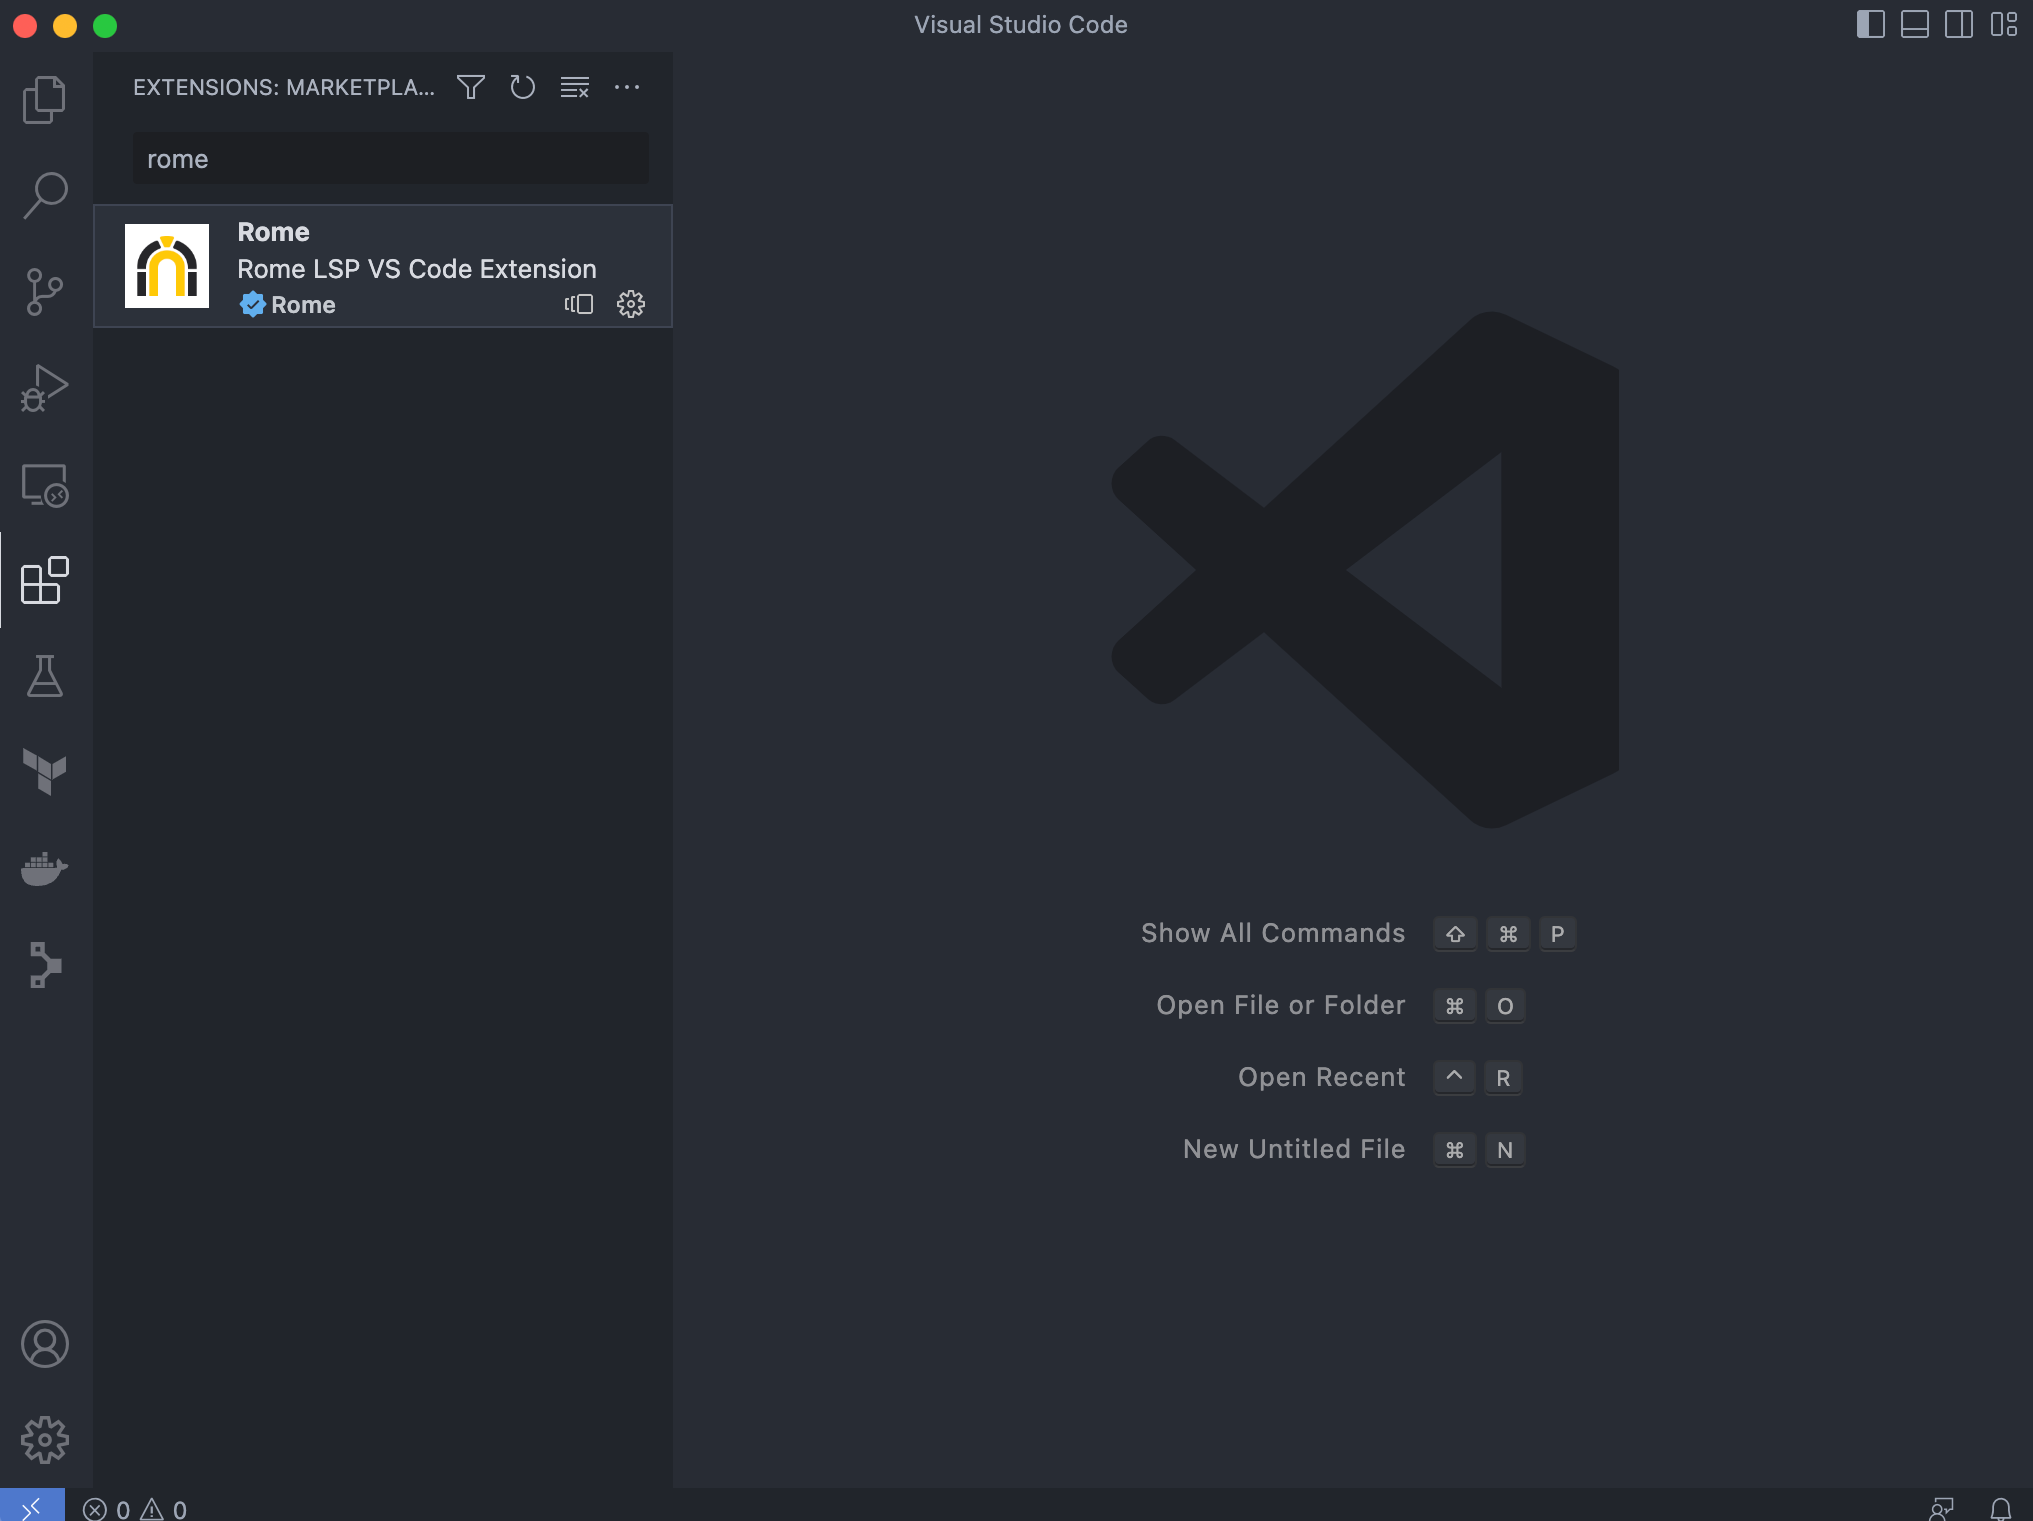 Visual Studio Code
EXTENSIONS: MARKETPLA...
rome
Rome
Rome LSP VS Code Extension
Rome
Show All Commands ⇧ ⌘ P
Open File or Folder ⌘ O
Open Recent ^ R
New Untitled File ⌘ N
0 0